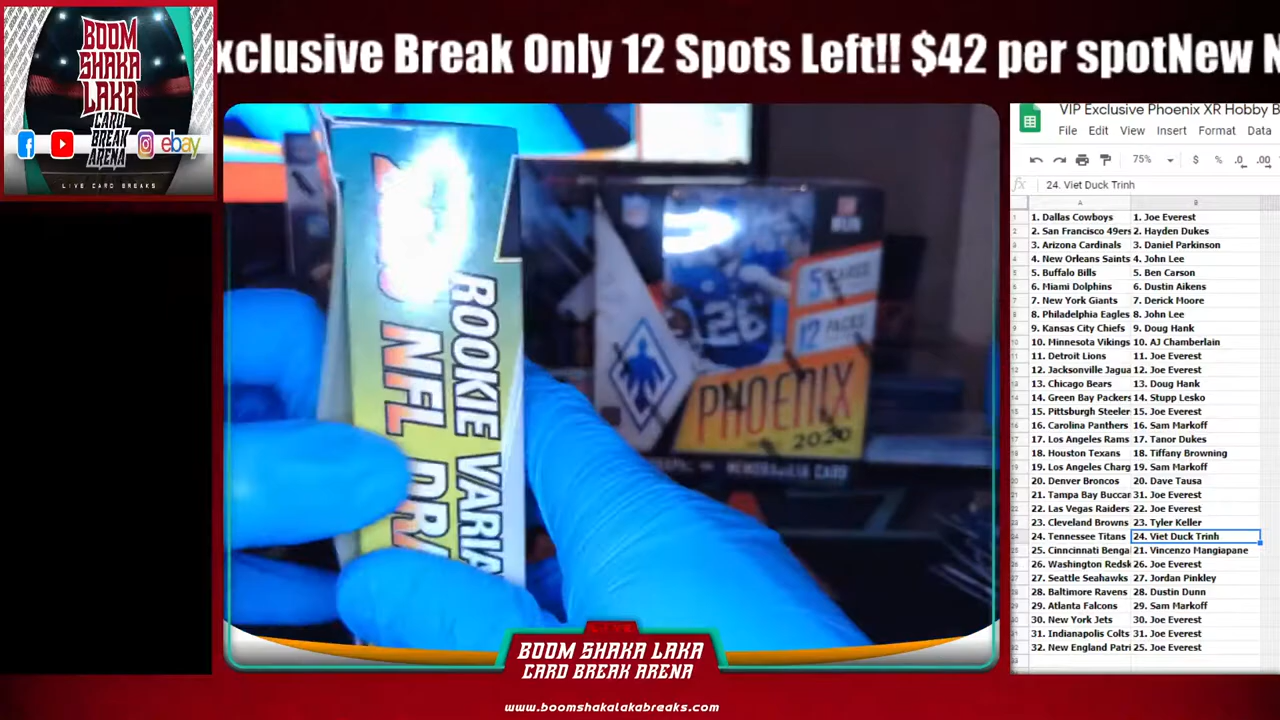 xclusive Break Only 12 Spots Left!! $42 per spotNew N
BOOM
SHAKA
LAKA
CARD
BREAK
ARENA
ebay
LIVE CARD BREAKS
ROOKIE VARIA
NFL DRA
5 CARDS
12 PACKS
26
PHOENIX
2020
MEMORABILIA CARD
VIP Exclusive Phoenix XR Hobby B
File Edit View Insert Format Data
75% $ % .0 .00
fx 24. Viet Duck Trinh
A B
1. Dallas Cowboys 1. Joe Everest
2. San Francisco 49ers 2. Hayden Dukes
3. Arizona Cardinals 3. Daniel Parkinson
4. New Orleans Saints 4. John Lee
5. Buffalo Bills 5. Ben Carson
6. Miami Dolphins 6. Dustin Aikens
7. New York Giants 7. Derick Moore
8. Philadelphia Eagles 8. John Lee
9. Kansas City Chiefs 9. Doug Hank
10. Minnesota Vikings 10. AJ Chamberlain
11. Detroit Lions 11. Joe Everest
12. Jacksonville Jagua 12. Joe Everest
13. Chicago Bears 13. Doug Hank
14. Green Bay Packers 14. Stupp Lesko
15. Pittsburgh Steeler 15. Joe Everest
16. Carolina Panthers 16. Sam Markoff
17. Los Angeles Rams 17. Tanor Dukes
18. Houston Texans 18. Tiffany Browning
19. Los Angeles Charg 19. Sam Markoff
20. Denver Broncos 20. Dave Tausa
21. Tampa Bay Buccan 31. Joe Everest
22. Las Vegas Raiders 22. Joe Everest
23. Cleveland Browns 23. Tyler Keller
24. Tennessee Titans 24. Viet Duck Trinh
25. Cinncinnati Benga 21. Vincenzo Mangiapane
26. Washington Redsk 26. Joe Everest
27. Seattle Seahawks 27. Jordan Pinkley
28. Baltimore Ravens 28. Dustin Dunn
29. Atlanta Falcons 29. Sam Markoff
30. New York Jets 30. Joe Everest
31. Indianapolis Colts 31. Joe Everest
32. New England Patri 25. Joe Everest
BOOM SHAKA LAKA
CARD BREAK ARENA
www.boomshakalakabreaks.com